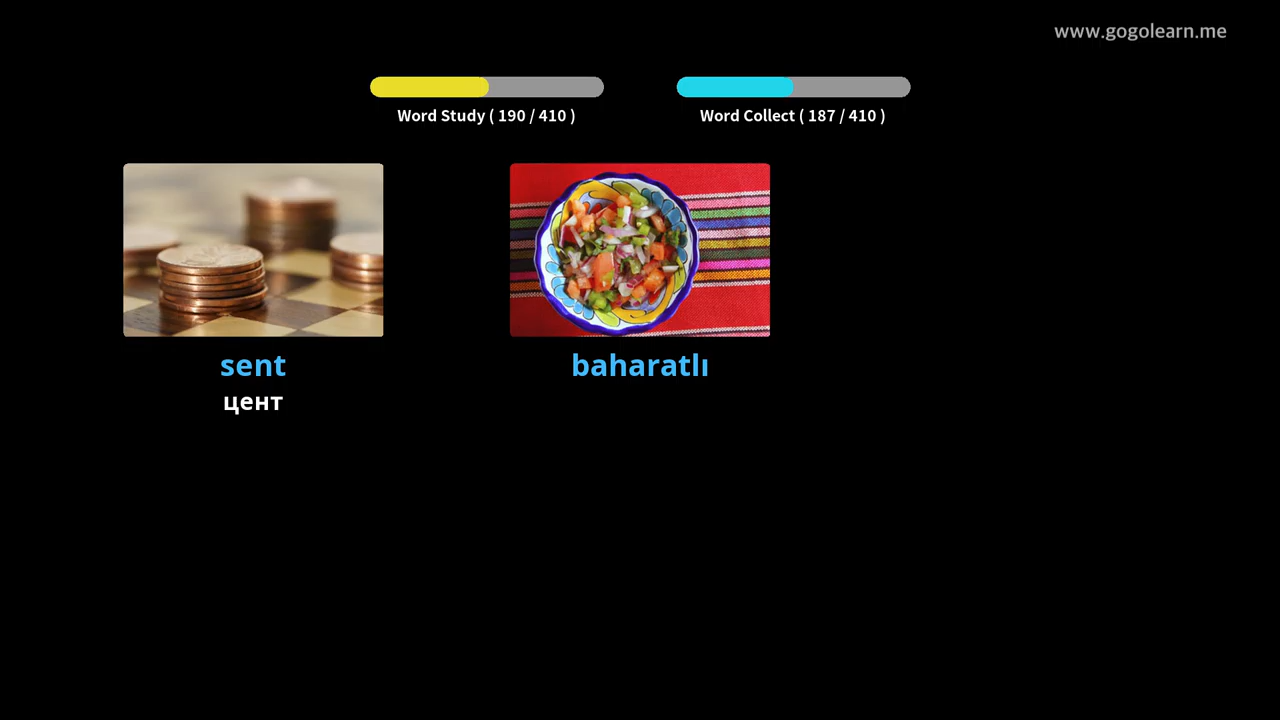 www.gogolearn.me
Word Study ( 190 / 410 )
Word Collect ( 187 / 410 )
sent
цент
baharatlı